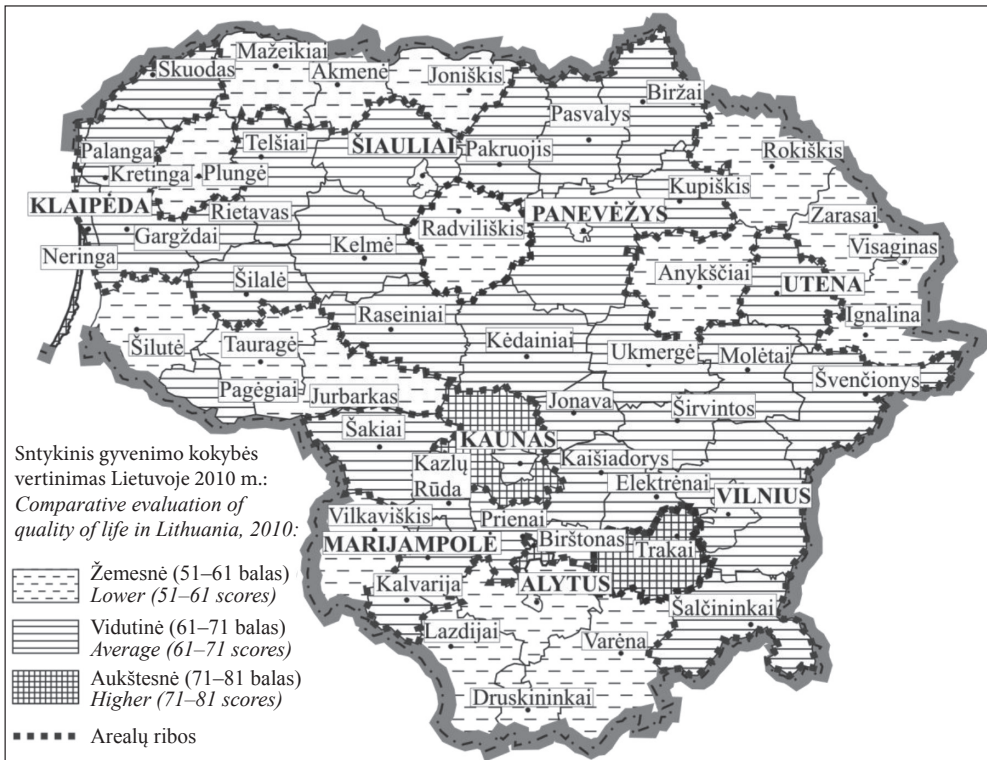 Mažeikiai
Skuodas
Akmenė
Joniškis
Biržai
Pasvalys
Telšiai
ŠIAULIAI
Palanga
Pakruojis
Rokiškis
Kretinga
Plungė
Kupiškis
KLAIPĖDA
Rietavas
Radviliškis
PANEVĖŽYS
Zarasai
Gargždai
Kelmė
Visaginas
Neringa
Anykščiai
Šilalė
UTENA
Raseiniai
Ignalina
Kėdainiai
Šilutė
Tauragė
Ukmergė
Molėtai
Pagėgiai
Švenčionys
Jurbarkas
Jonava
Širvintos
Šakiai
KAUNAS
Kazlų
Rūda
Kaišiadorys
Elektrėnai
VILNIUS
Vilkaviškis
Prienai
MARIJAMPOLĖ
Birštonas
Trakai
Kalvarija
ALYTUS
Šalčininkai
Lazdijai
Varėna
Druskininkai
Sntykinis gyvenimo kokybės
vertinimas Lietuvoje 2010 m.:
Comparative evaluation of
quality of life in Lithuania, 2010:
Žemesnė (51–61 balas)
Lower (51–61 scores)
Vidutinė (61–71 balas)
Average (61–71 scores)
Aukštesnė (71–81 balas)
Higher (71–81 scores)
Arealų ribos